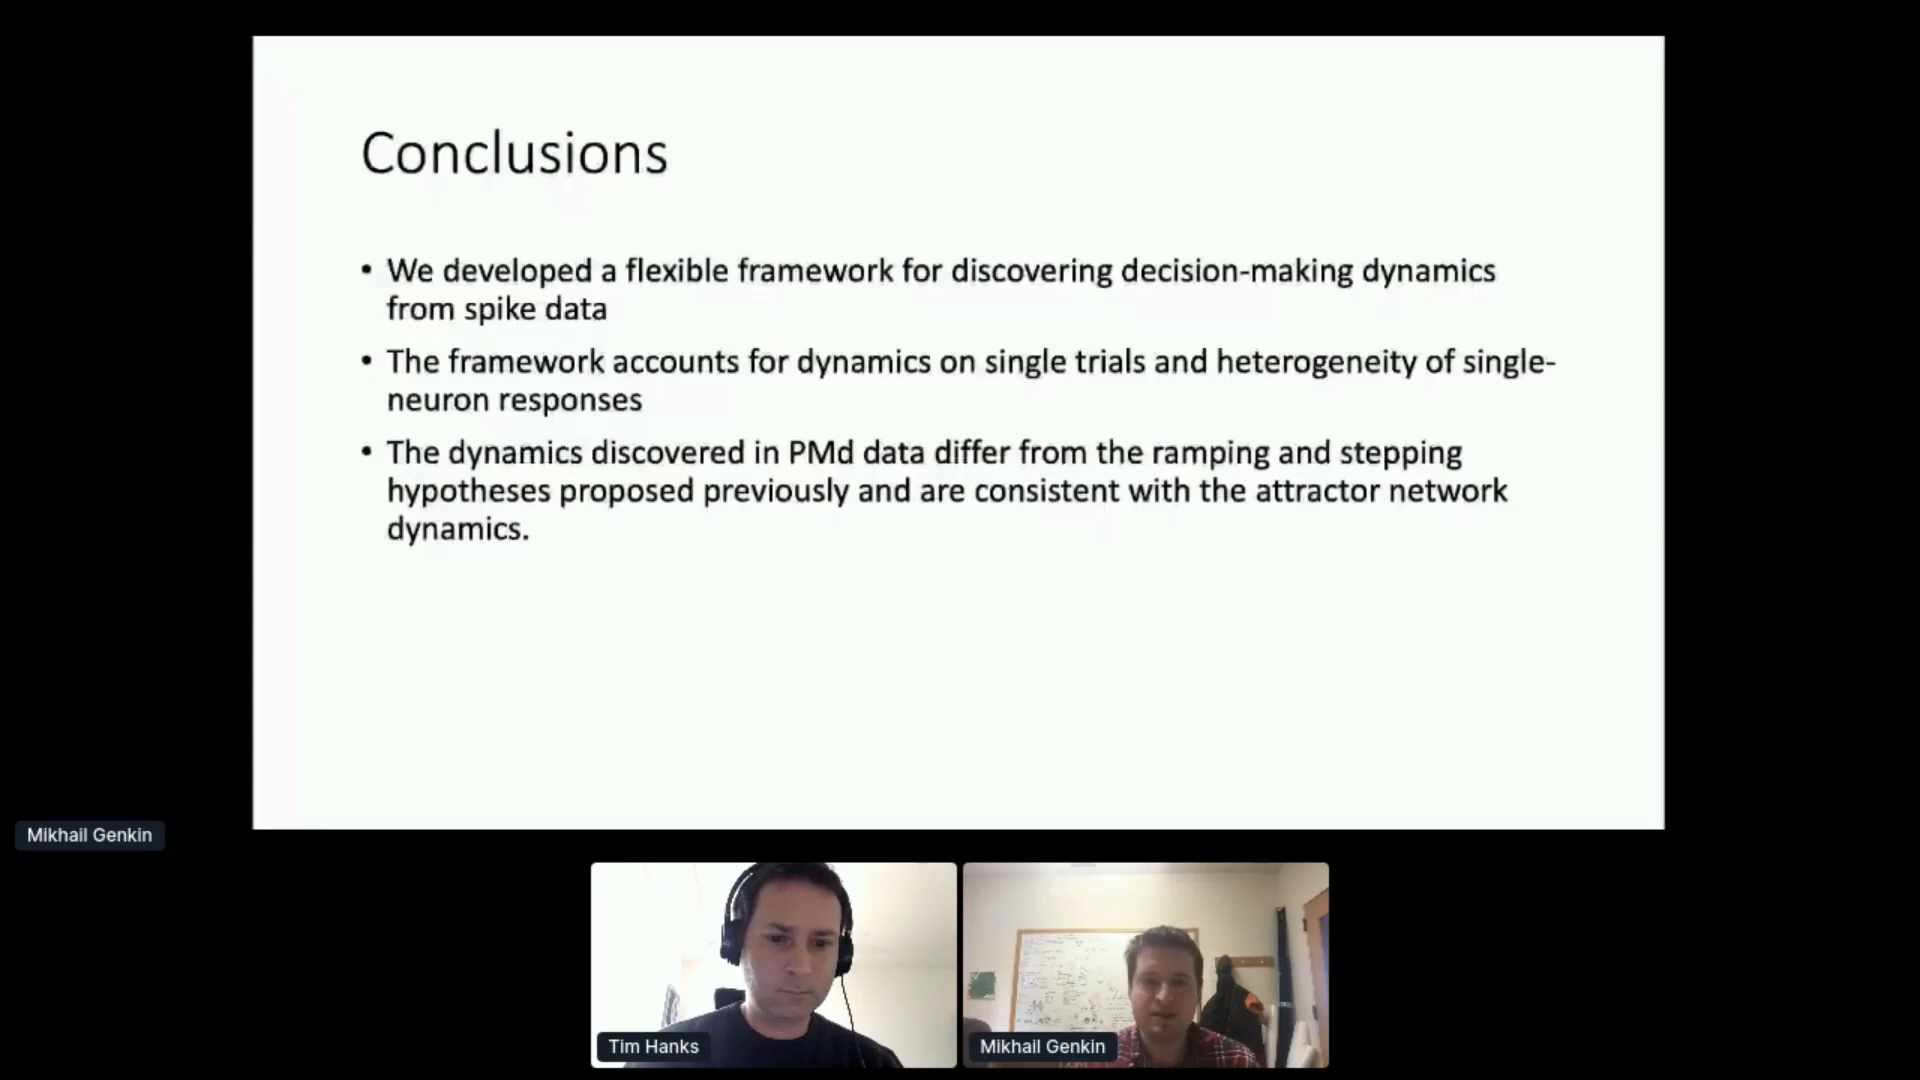 Conclusions
• We developed a flexible framework for discovering decision-making dynamics
from spike data
• The framework accounts for dynamics on single trials and heterogeneity of single-
neuron responses
• The dynamics discovered in PMd data differ from the ramping and stepping
hypotheses proposed previously and are consistent with the attractor network
dynamics.
Mikhail Genkin
Tim Hanks
Mikhail Genkin